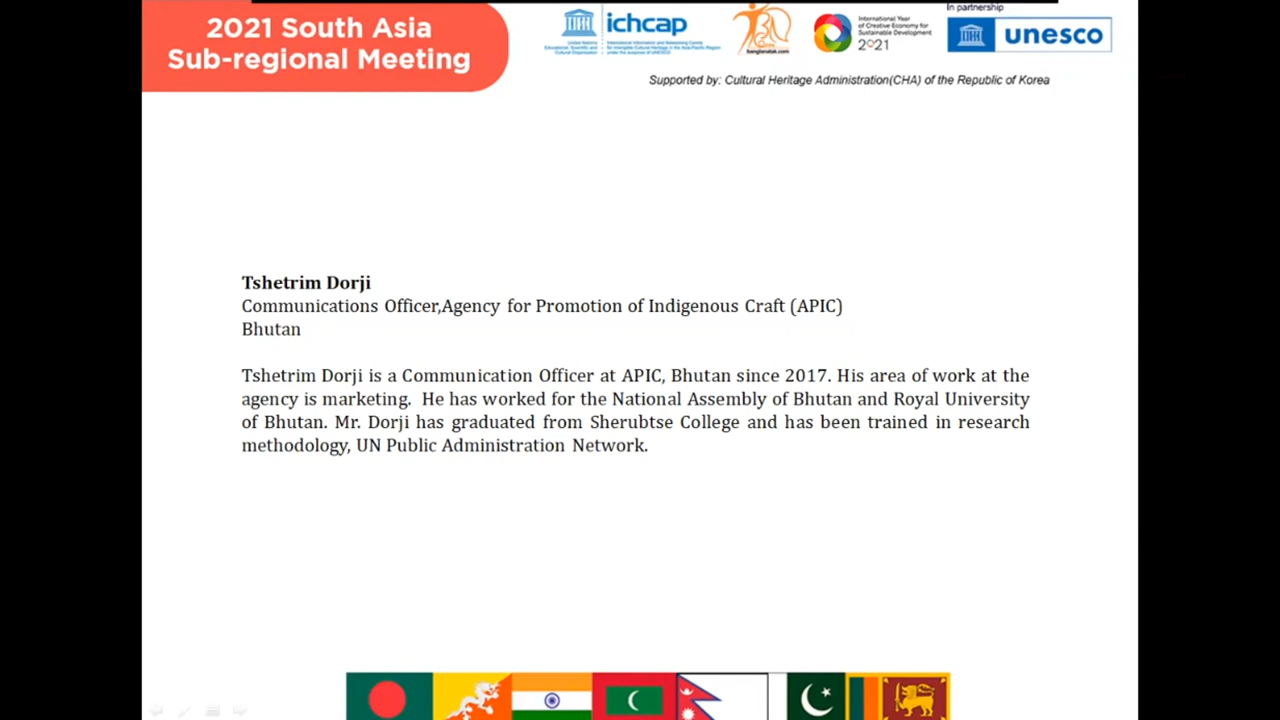 2021 South Asia
Sub-regional Meeting
ichcap
banglanatak.com
International Year
of Creative Economy for
Sustainable Development
2021
In partnership
unesco
Supported by: Cultural Heritage Administration(CHA) of the Republic of Korea
Tshetrim Dorji
Communications Officer,Agency for Promotion of Indigenous Craft (APIC)
Bhutan
Tshetrim Dorji is a Communication Officer at APIC, Bhutan since 2017. His area of work at the
agency is marketing. He has worked for the National Assembly of Bhutan and Royal University
of Bhutan. Mr. Dorji has graduated from Sherubtse College and has been trained in research
methodology, UN Public Administration Network.